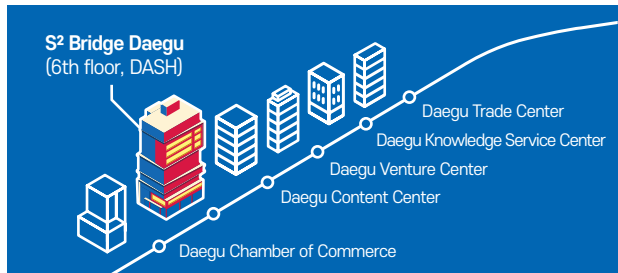 S² Bridge Daegu
(6th floor, DASH)
Daegu Trade Center
Daegu Knowledge Service Center
Daegu Venture Center
Daegu Content Center
Daegu Chamber of Commerce